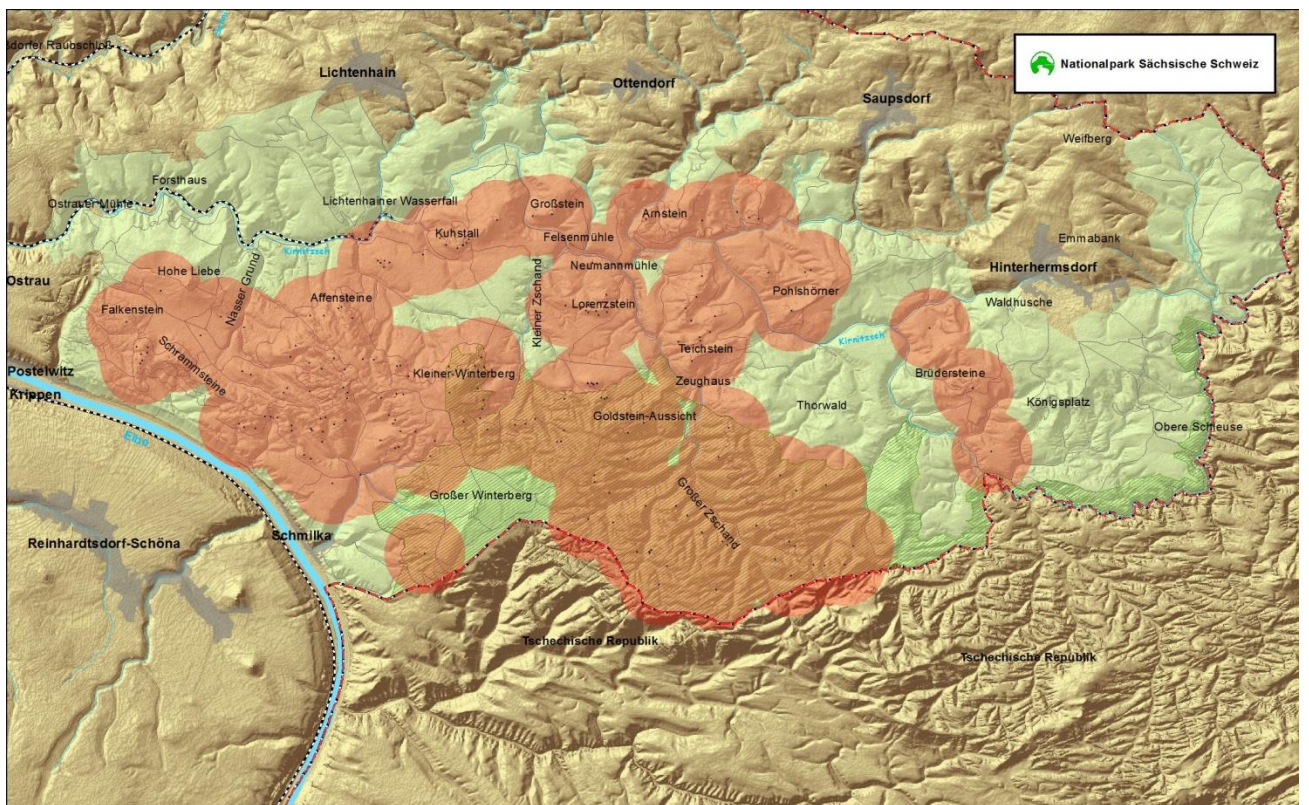 Nationalpark Sächsische Schweiz
Lichtenhain
Ottendorf
Saupsdorf
Weifberg
Forsthaus
Ostrauer Mühle
Lichtenhainer Wasserfall
Großstein
Arnstein
Kuhstall
Felsenmühle
Emmabank
Kirnitzsch
Hohe Liebe
Nasser Grund
Neumannmühle
Hinterhermsdorf
Ostrau
Affensteine
Kleiner Zschand
Lorenzstein
Pohlshörner
Waldhusche
Falkenstein
Kirnitzsch
Schrammsteine
Teichstein
Postelwitz
Kleiner-Winterberg
Zeughaus
Brüdersteine
Krippen
Thorwald
Königsplatz
Goldstein-Aussicht
Obere Schleuse
Elbe
Großer Winterberg
Großer Zschand
Schmilka
Reinhardtsdorf-Schöna
Tschechische Republik
Tschechische Republik